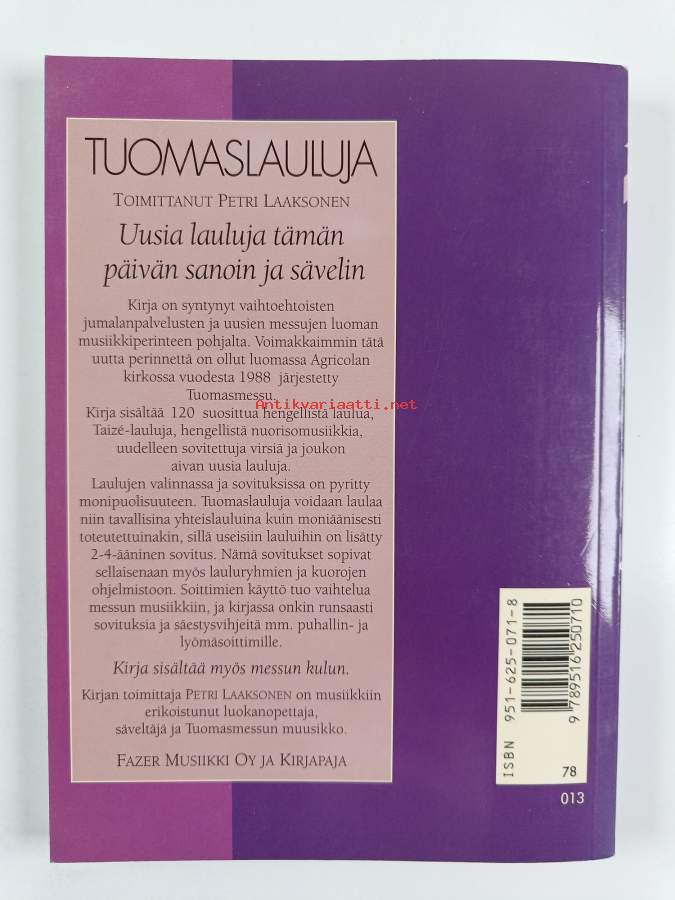 TUOMASLAULUJA
TOIMITTANUT PETRI LAAKSONEN
Uusia lauluja tämän
päivän sanoin ja sävelin
Kirja on syntynyt vaihtoehtoisten
jumalanpalvelusten ja uusien messujen luoman
musiikkiperinteen pohjalta. Voimakkaimmin tätä
uutta perinnettä on ollut luomassa Agricolan
kirkossa vuodesta 1988 järjestetty
Tuomasmessu.
Antikvariaatti.net
Kirja sisältää 120 suosittua hengellistä laulua,
Taizé-lauluja, hengellistä nuorisomusiikkia,
uudelleen sovitettuja virsiä ja joukon
aivan uusia lauluja.
Laulujen valinnassa ja sovituksissa on pyritty
monipuolisuuteen. Tuomaslauluja voidaan laulaa
niin tavallisina yhteislauluina kuin moniäänisesti
toteutettuinakin, sillä useisiin lauluihin on lisätty
2-4-ääninen sovitus. Nämä sovitukset sopivat
sellaisenaan myös lauluryhmien ja kuorojen
ohjelmistoon. Soittimien käyttö tuo vaihtelua
messun musiikkiin, ja kirjassa onkin runsaasti
sovituksia ja säestysvihjeitä mm. puhallin- ja
lyömäsoittimille.
Kirja sisältää myös messun kulun.
Kirjan toimittaja PETRI LAAKSONEN on musiikkiin
erikoistunut luokanopettaja,
säveltäjä ja Tuomasmessun muusikko.
FAZER MUSIIKKI OY JA KIRJAPAJA
ISBN 951-625-071-8
9 789516 250710
78
013